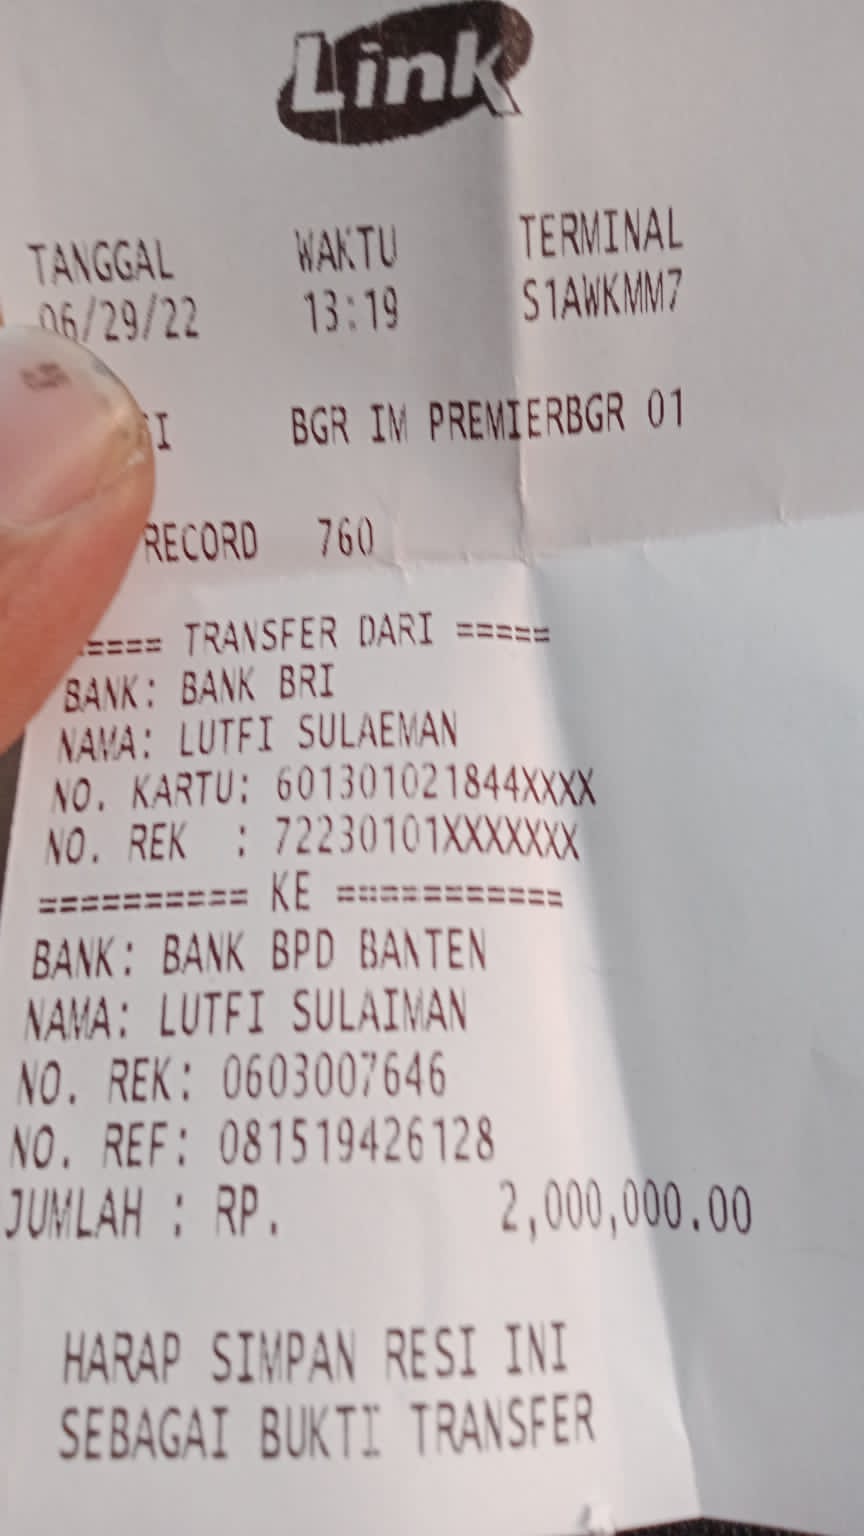 Link
TANGGAL WAKTU TERMINAL
06/29/22 13:19 S1AWKMM7
BGR IM PREMIERBGR 01
RECORD 760
===== TRANSFER DARI =====
BANK: BANK BRI
NAMA: LUTFI SULAEMAN
NO. KARTU: 601301021844XXXX
NO. REK : 72230101XXXXXXX
========== KE ===========
BANK: BANK BPD BANTEN
NAMA: LUTFI SULAIMAN
NO. REK: 0603007646
NO. REF: 081519426128
JUMLAH : RP. 2,000,000.00
HARAP SIMPAN RESI INI
SEBAGAI BUKTI TRANSFER